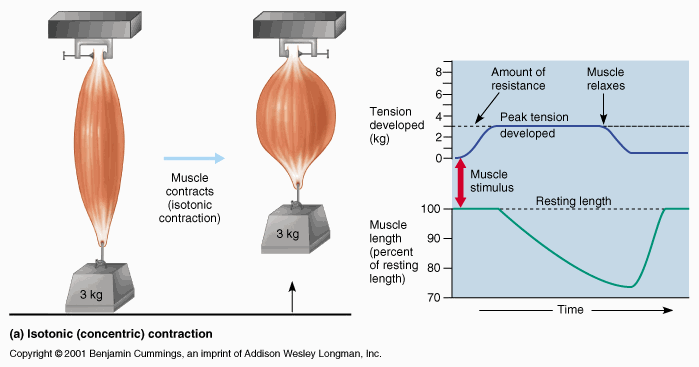 3 kg
Muscle
contracts
(isotonic
contraction)
3 kg
(a) Isotonic (concentric) contraction
Copyright © 2001 Benjamin Cummings, an imprint of Addison Wesley Longman, Inc.
Tension
developed
(kg)
8
6
4
2
0
Amount of
resistance
Muscle
relaxes
Peak tension
developed
Muscle
stimulus
Muscle
length
(percent
of resting
length)
100
90
80
70
Resting length
Time